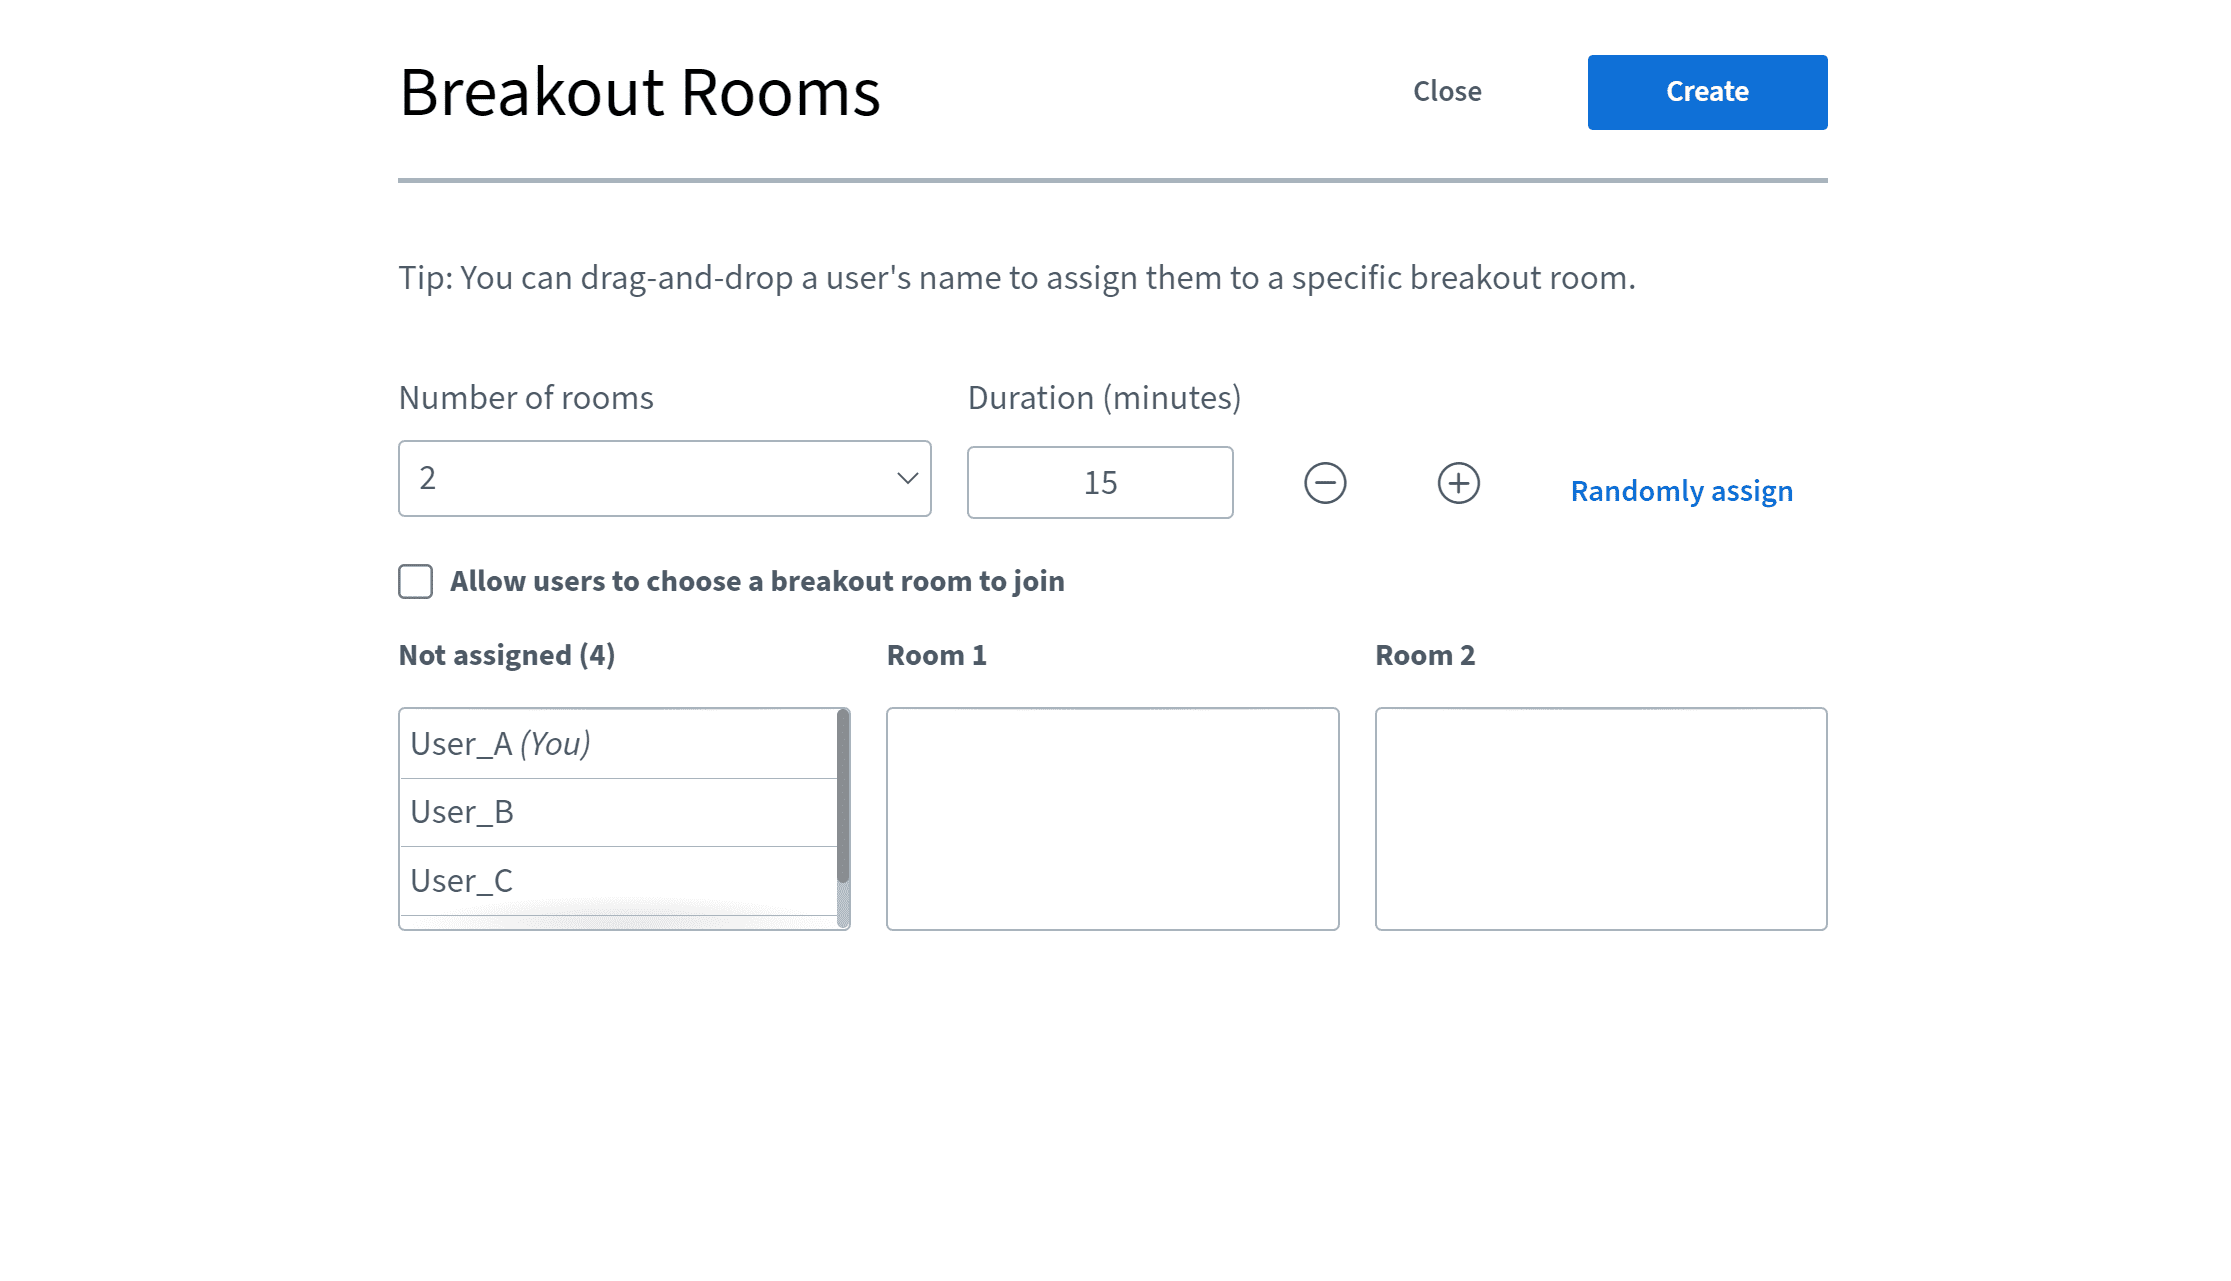 Breakout Rooms
Close
Create
Tip: You can drag-and-drop a user's name to assign them to a specific breakout room.
Number of rooms
Duration (minutes)
2
15
Randomly assign
Allow users to choose a breakout room to join
Not assigned (4)
Room 1
Room 2
User_A (You)
User_B
User_C